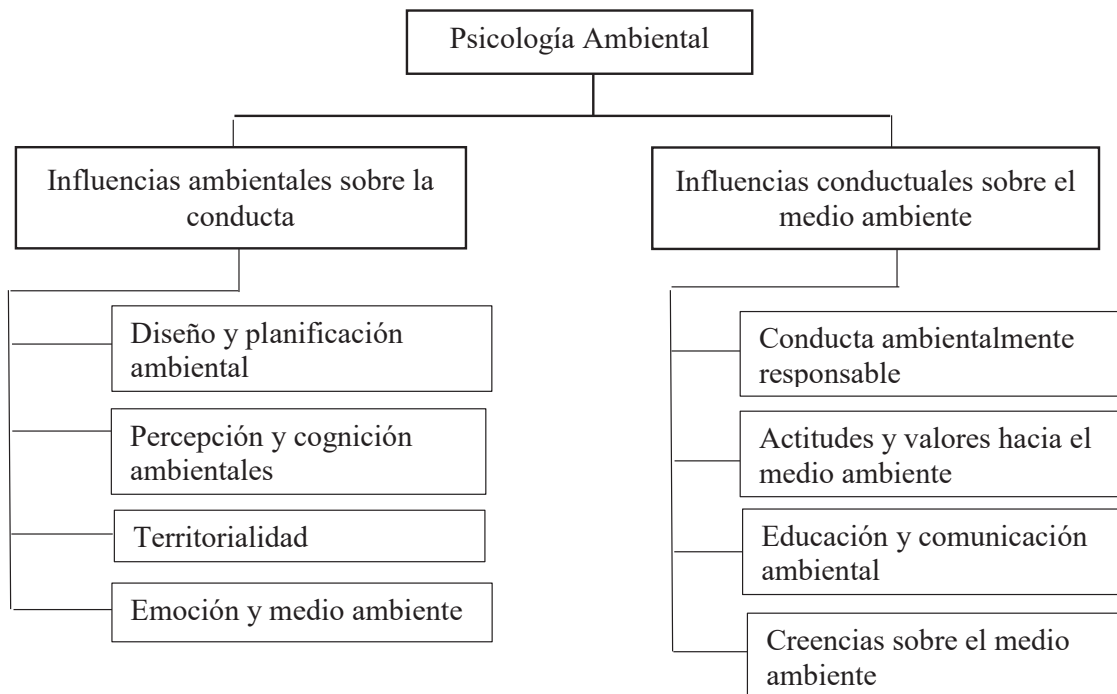 Psicología Ambiental
Influencias ambientales sobre la
conducta
Diseño y planificación
ambiental
Percepción y cognición
ambientales
Territorialidad
Emoción y medio ambiente
Influencias conductuales sobre el
medio ambiente
Conducta ambientalmente
responsable
Actitudes y valores hacia el
medio ambiente
Educación y comunicación
ambiental
Creencias sobre el medio
ambiente